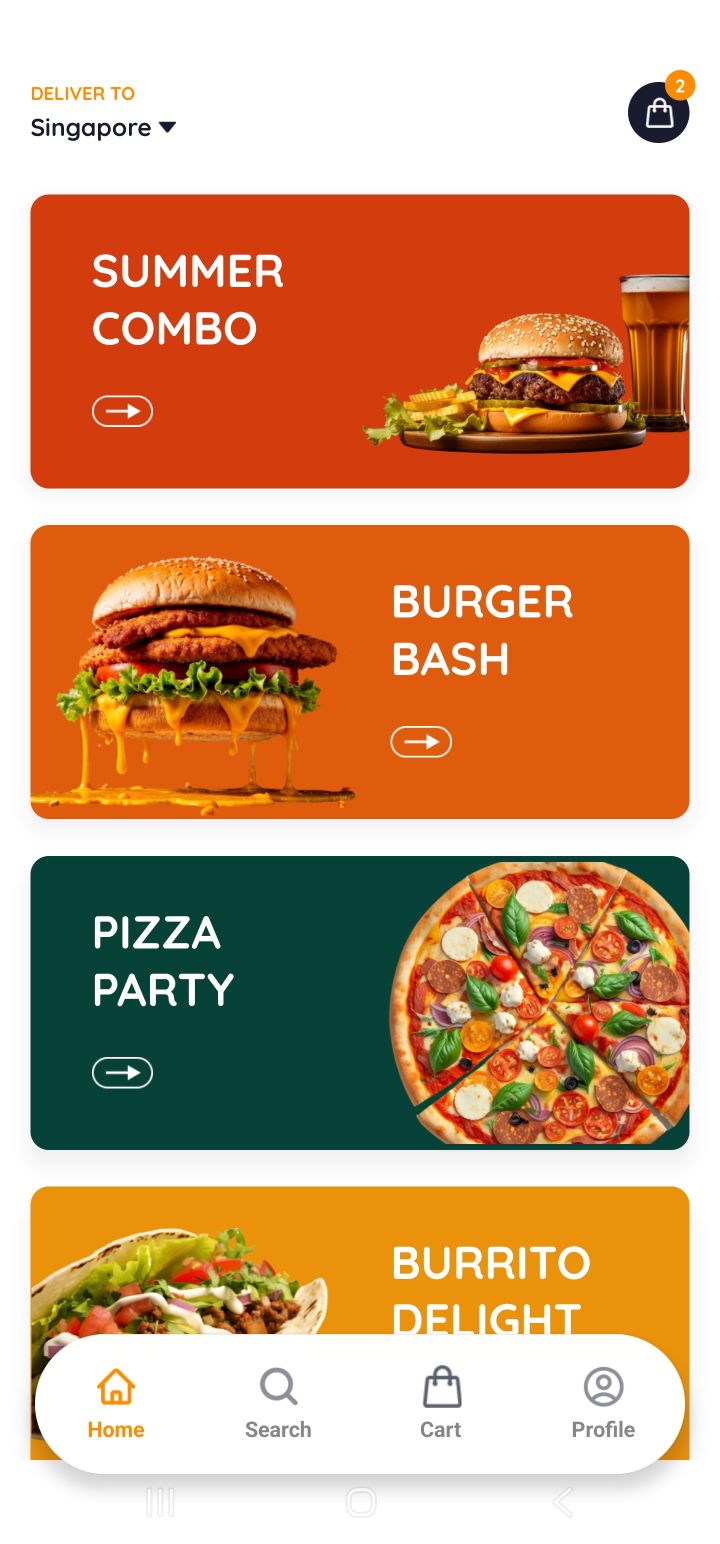 DELIVER TO
Singapore
2
SUMMER
COMBO
BURGER
BASH
PIZZA
PARTY
BURRITO
DELIGHT
Home
Search
Cart
Profile